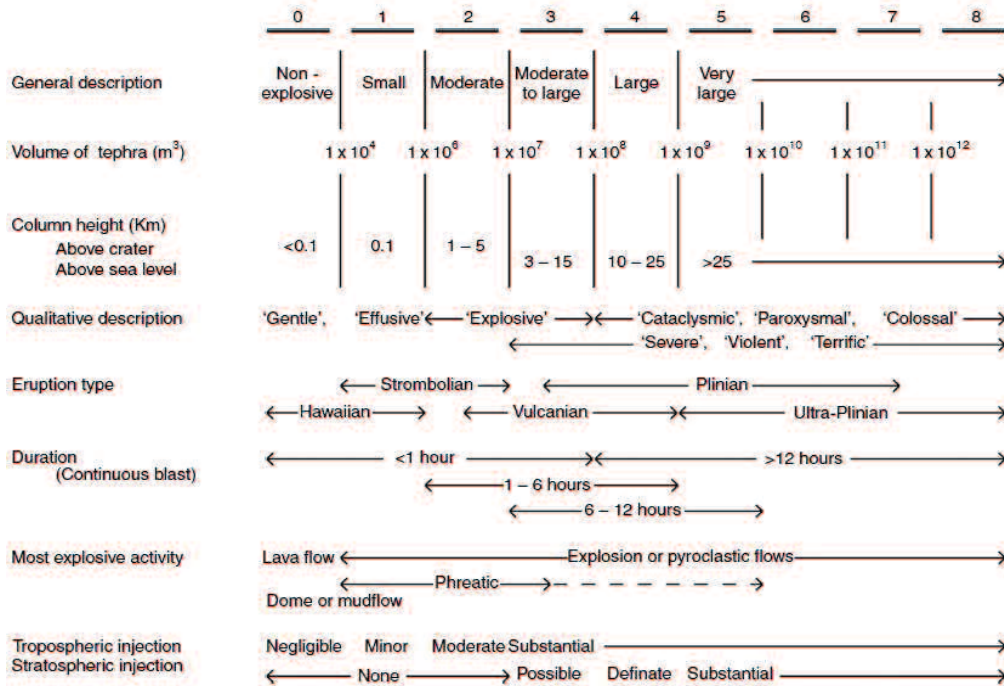 0 1 2 3 4 5 6 7 8
General description Non - explosive Small Moderate Moderate to large Large Very large
Volume of tephra (m³) 1 x 10⁴ 1 x 10⁶ 1 x 10⁷ 1 x 10⁸ 1 x 10⁹ 1 x 10¹⁰ 1 x 10¹¹ 1 x 10¹²
Column height (Km)
Above crater <0.1 0.1 1 – 5
Above sea level 3 – 15 10 – 25 >25
Qualitative description 'Gentle', 'Effusive' 'Explosive' 'Cataclysmic', 'Paroxysmal', 'Colossal'
'Severe', 'Violent', 'Terrific'
Eruption type Strombolian Plinian
Hawaiian Vulcanian Ultra-Plinian
Duration <1 hour >12 hours
(Continuous blast) 1 – 6 hours
6 – 12 hours
Most explosive activity Lava flow Explosion or pyroclastic flows
Phreatic
Dome or mudflow
Tropospheric injection Negligible Minor Moderate Substantial
Stratospheric injection None Possible Definate Substantial